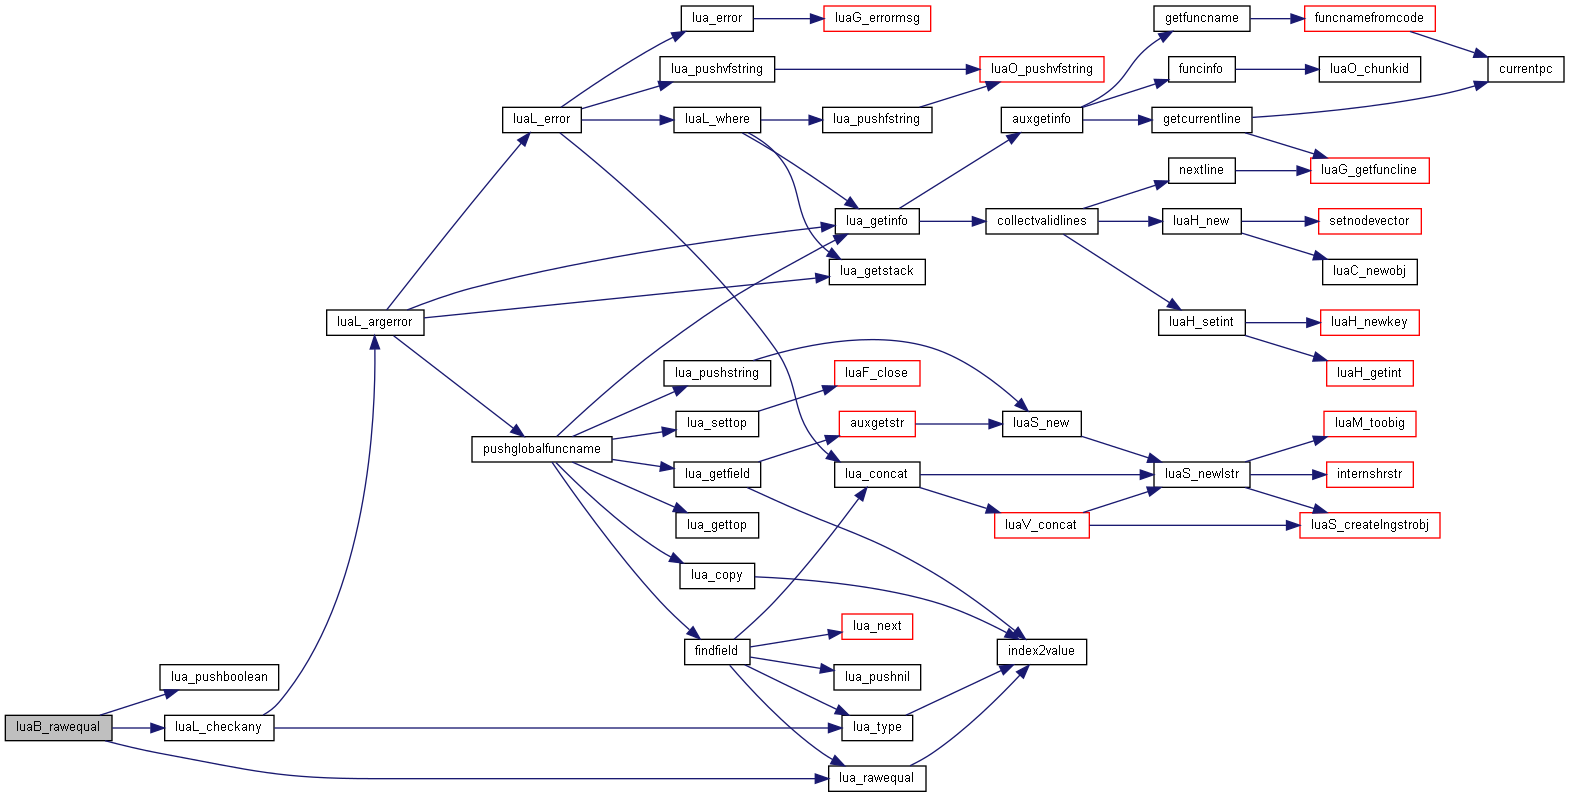 lua_error
luaG_errormsg
getfuncname
funcnamefromcode
lua_pushvfstring
luaO_pushvfstring
funcinfo
luaO_chunkid
currentpc
luaL_error
luaL_where
lua_pushfstring
auxgetinfo
getcurrentline
nextline
luaG_getfuncline
lua_getinfo
collectvalidlines
luaH_new
setnodevector
lua_getstack
luaC_newobj
luaL_argerror
luaH_setint
luaH_newkey
lua_pushstring
luaF_close
luaH_getint
lua_settop
auxgetstr
luaS_new
luaM_toobig
pushglobalfuncname
lua_getfield
lua_concat
luaS_newlstr
internshrstr
lua_gettop
luaV_concat
luaS_createlngstrobj
lua_copy
lua_next
findfield
index2value
lua_pushboolean
lua_pushnil
luaB_rawequal
luaL_checkany
lua_type
lua_rawequal